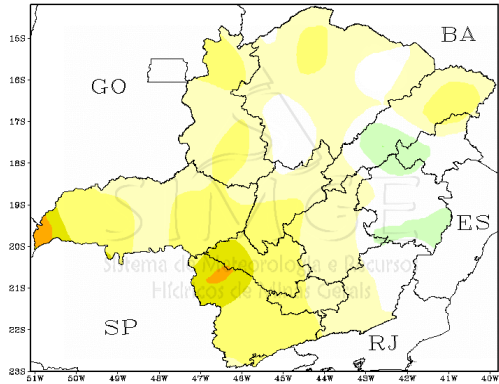 15S
16S
17S
18S
19S
20S
21S
22S
23S
BA
GO
ES
SP
RJ
SIMGE
Sistema de Meteorologia e Recursos
Hídricos de Minas Gerais
51W 50W 49W 48W 47W 46W 45W 44W 43W 42W 41W 40W